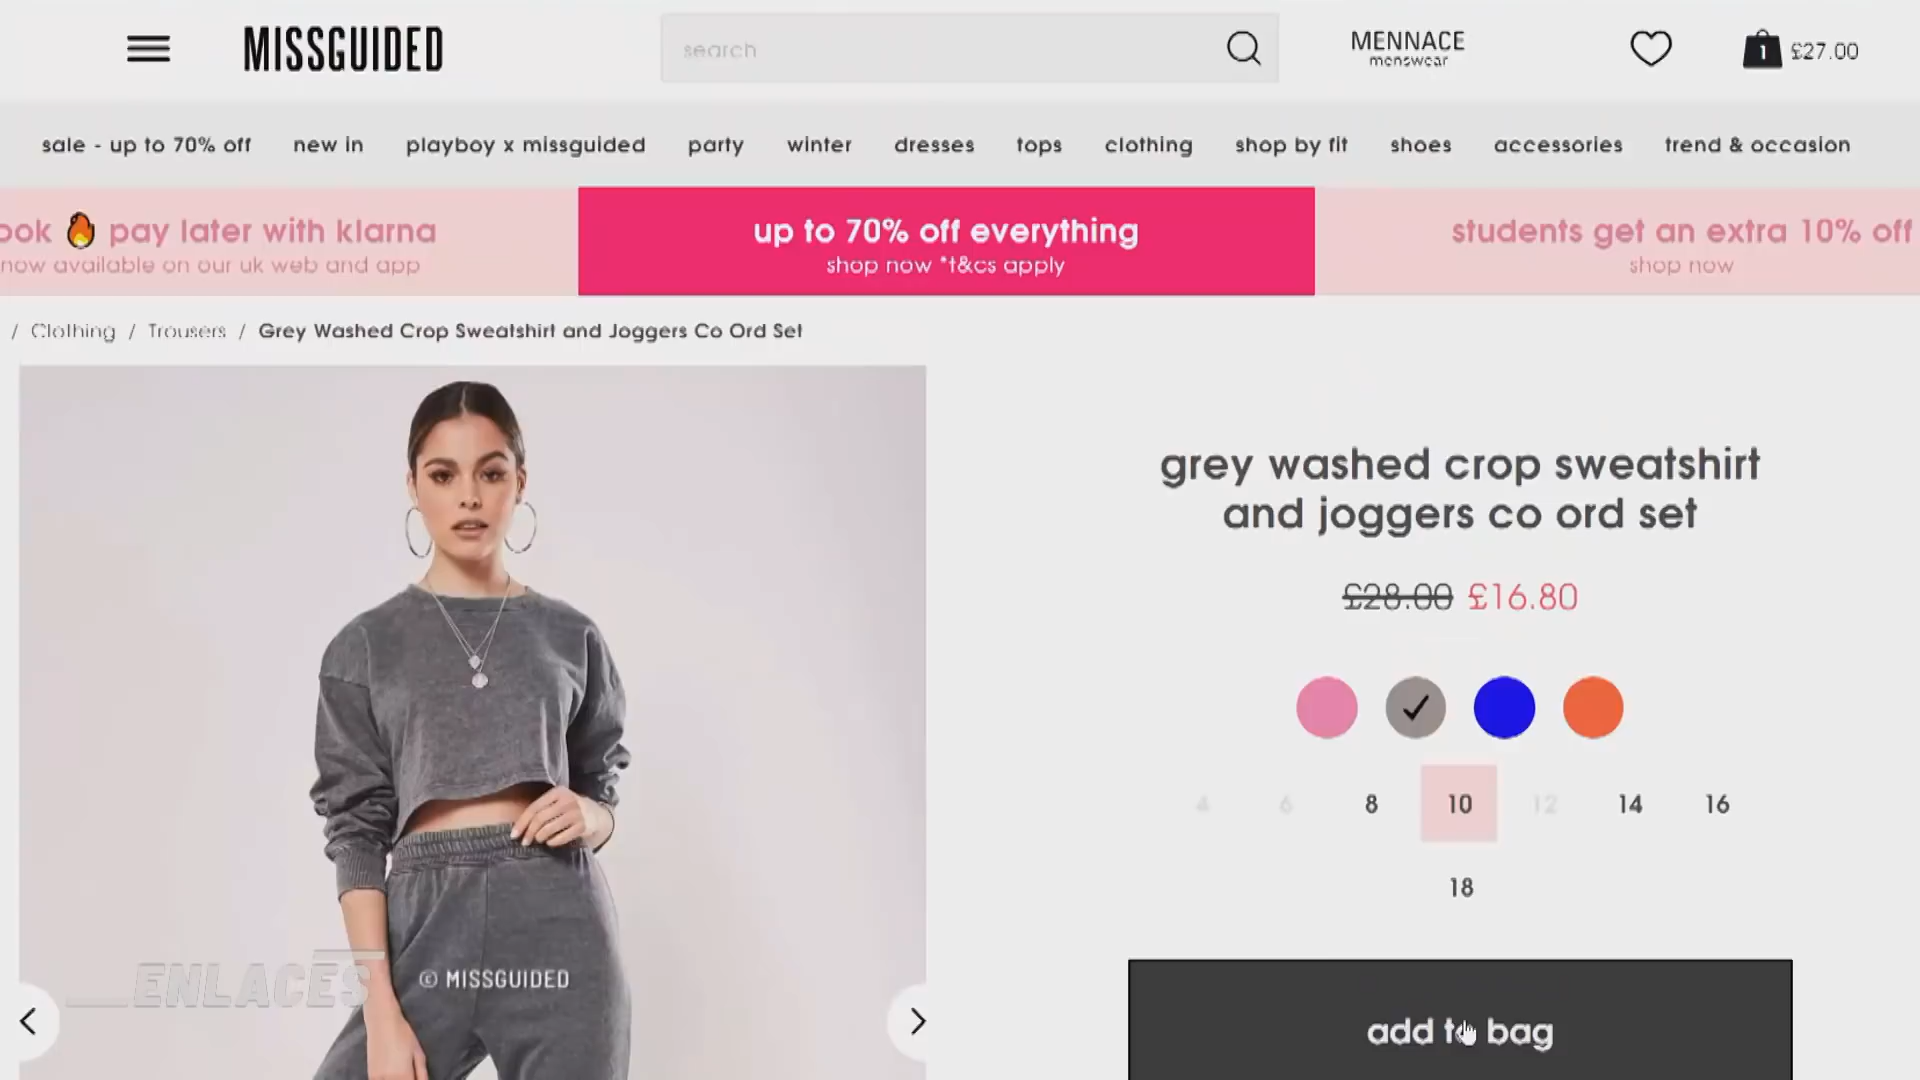 MISSGUIDED
search
MENNACE
menswear
1
£27.00
sale - up to 70% off
new in
playboy x missguided
party
winter
dresses
tops
clothing
shop by fit
shoes
accessories
trend & occasion
ook 🔥 pay later with klarna
now available on our uk web and app
up to 70% off everything
shop now *t&cs apply
students get an extra 10% off
shop now
/ Clothing / Trousers / Grey Washed Crop Sweatshirt and Joggers Co Ord Set
grey washed crop sweatshirt
and joggers co ord set
£28.00 £16.80
4 6 8 10 12 14 16
18
ENLACES
© MISSGUIDED
add to bag